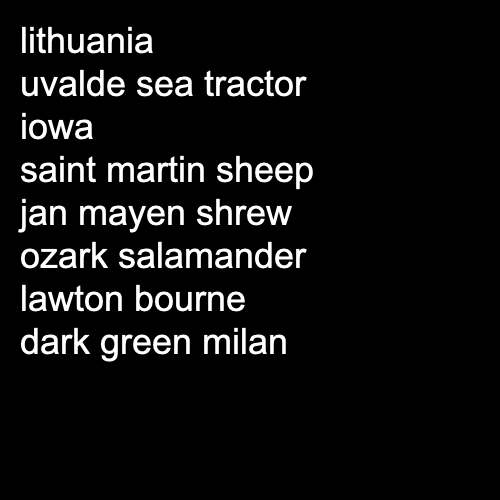 lithuania
uvalde sea tractor
iowa
saint martin sheep
jan mayen shrew
ozark salamander
lawton bourne
dark green milan